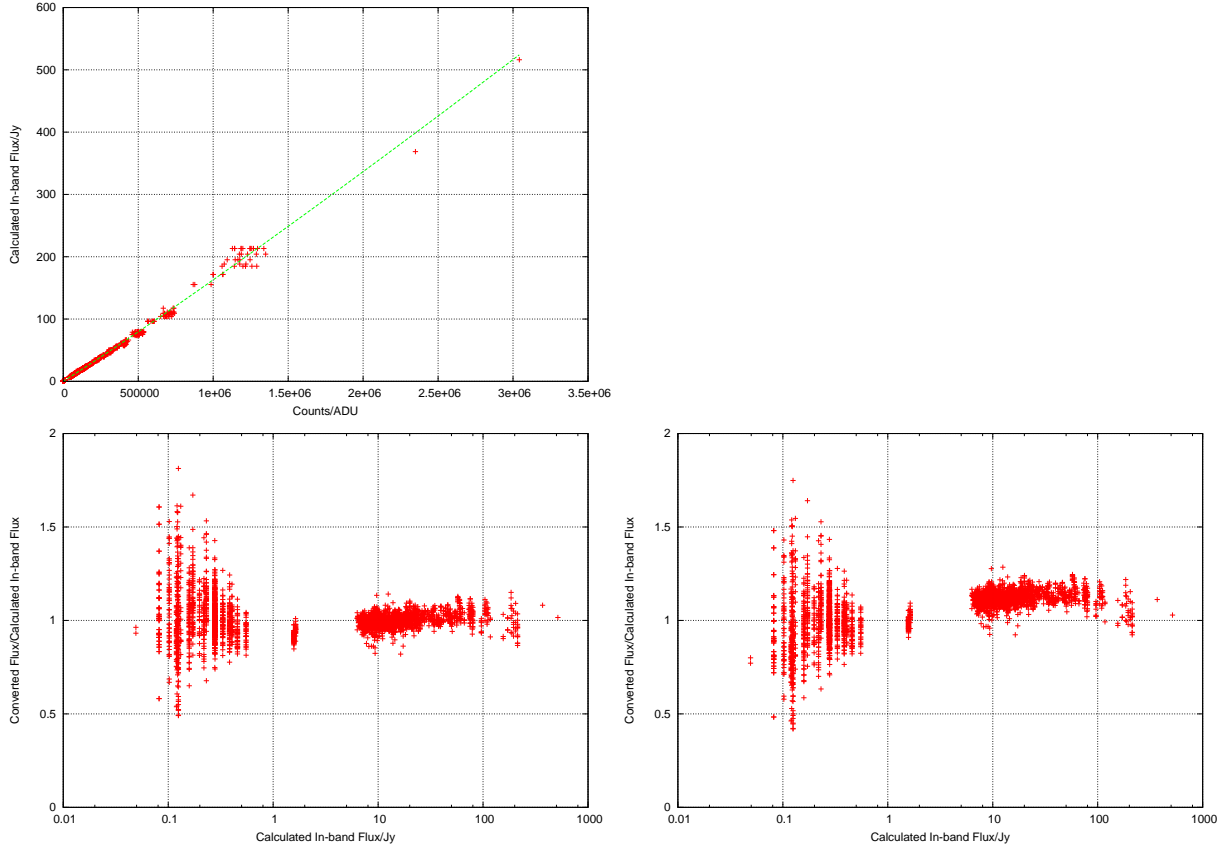 600
500
400
300
200
100
0
Calculated In-band Flux/Jy
0
500000
1e+06
1.5e+06
2e+06
2.5e+06
3e+06
3.5e+06
Counts/ADU
2
1.5
1
0.5
0
Converted Flux/Calculated In-band Flux
0.01
0.1
1
10
100
1000
Calculated In-band Flux/Jy
2
1.5
1
0.5
0
Converted Flux/Calculated In-band Flux
0.01
0.1
1
10
100
1000
Calculated In-band Flux/Jy